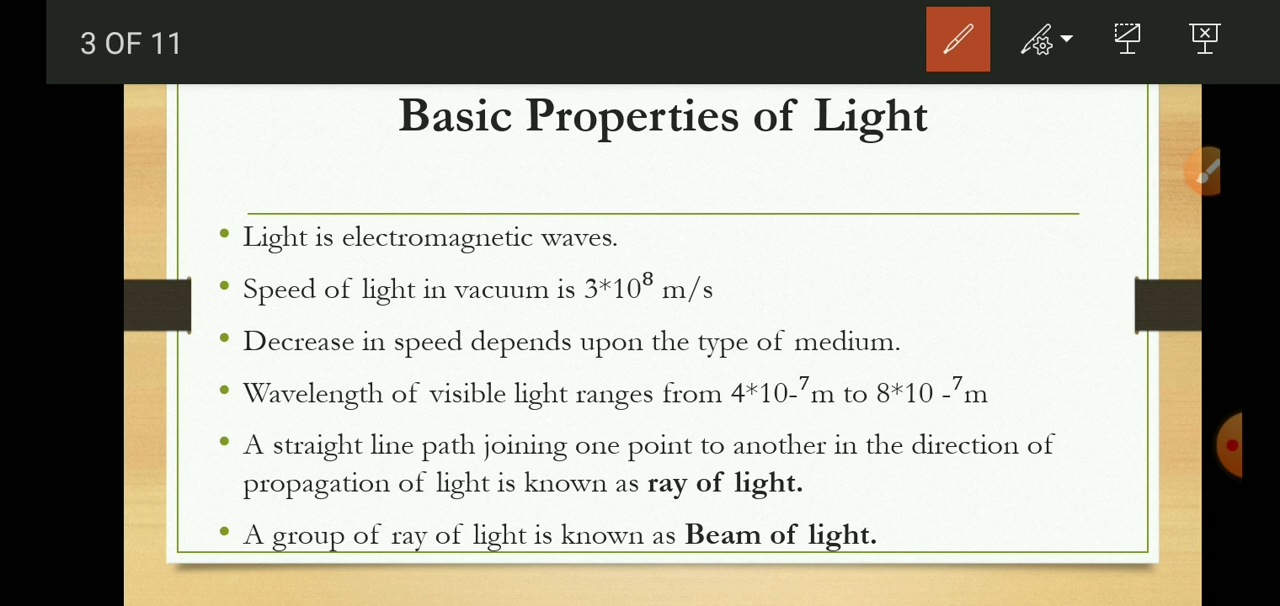 3 OF 11
Basic Properties of Light
• Light is electromagnetic waves.
• Speed of light in vacuum is 3*10⁸ m/s
• Decrease in speed depends upon the type of medium.
• Wavelength of visible light ranges from 4*10-⁷m to 8*10 -⁷m
• A straight line path joining one point to another in the direction of
propagation of light is known as ray of light.
• A group of ray of light is known as Beam of light.